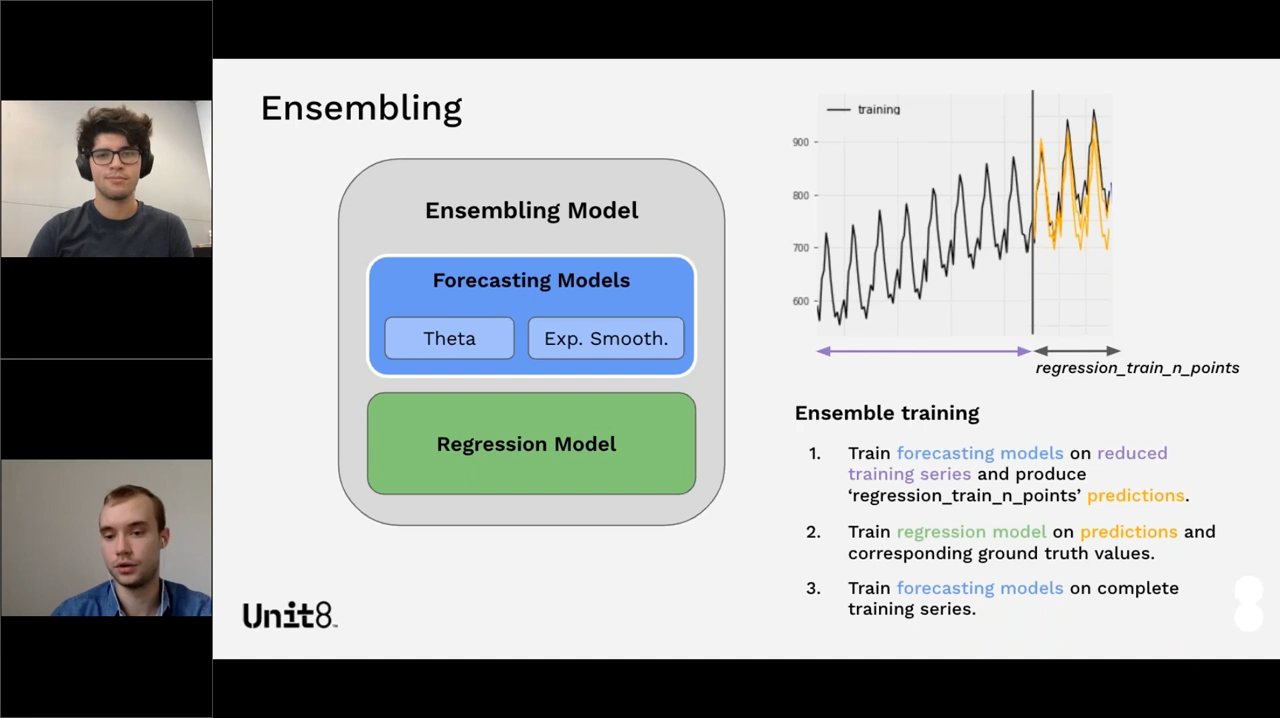 Ensembling
Ensembling Model
Forecasting Models
Theta
Exp. Smooth.
Regression Model
Unit8™
training
900
800
700
600
regression_train_n_points
Ensemble training
1. Train forecasting models on reduced
training series and produce
‘regression_train_n_points’ predictions.
2. Train regression model on predictions and
corresponding ground truth values.
3. Train forecasting models on complete
training series.